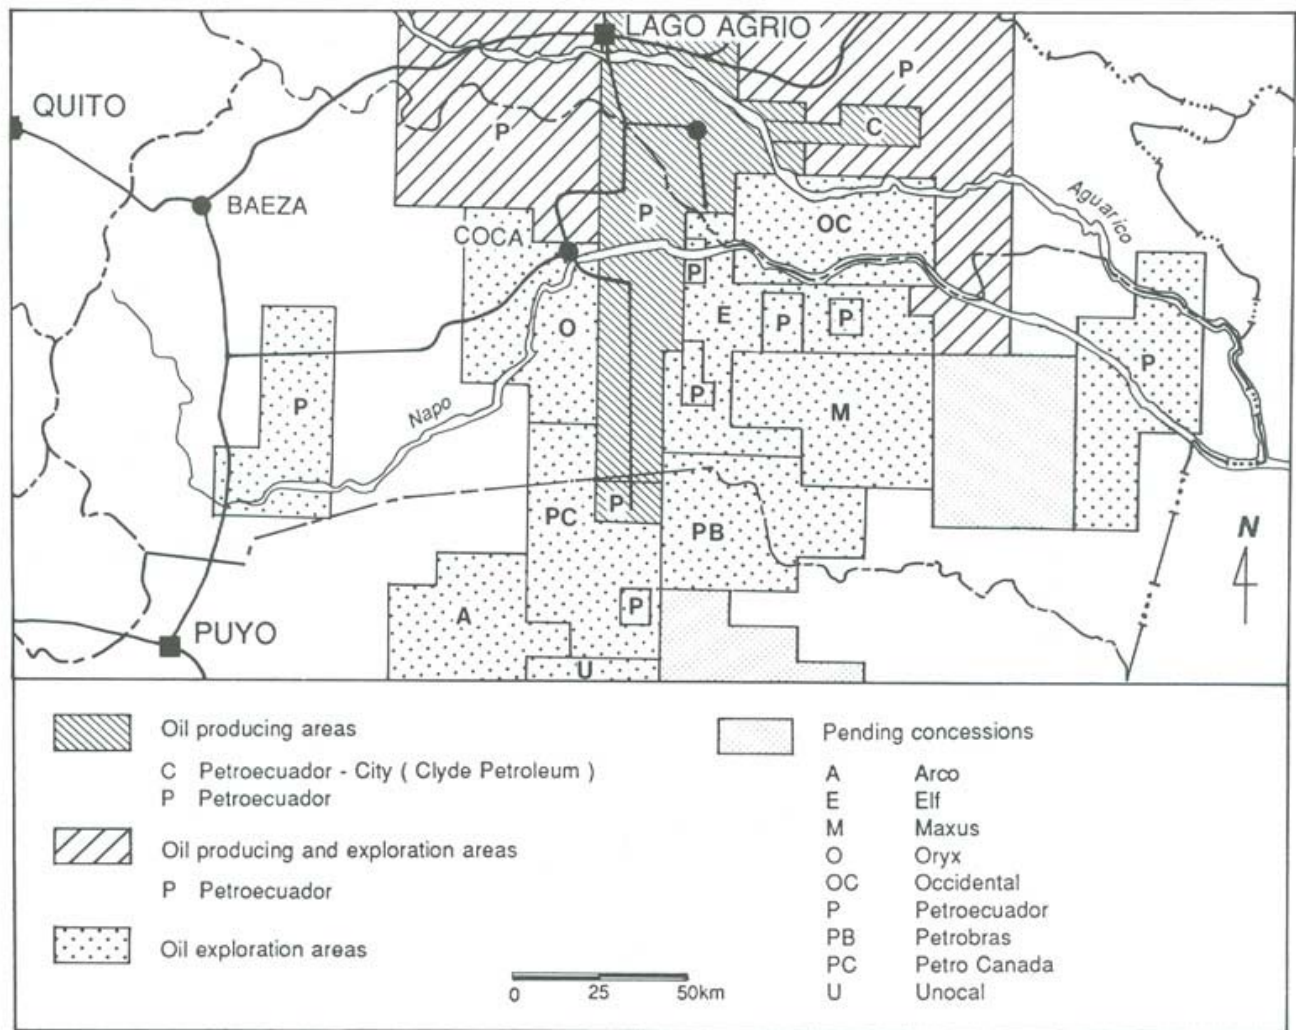 LAGO AGRIO
P
QUITO
C
P
BAEZA
Aguarico
P
OC
COCA
P
E
P
P
O
P
P
P
M
Napo
P
PC
PB
N
P
A
P
PUYO
U
Oil producing areas
C Petroecuador - City ( Clyde Petroleum )
P Petroecuador
Oil producing and exploration areas
P Petroecuador
Oil exploration areas
0 25 50km
Pending concessions
A Arco
E Elf
M Maxus
O Oryx
OC Occidental
P Petroecuador
PB Petrobras
PC Petro Canada
U Unocal